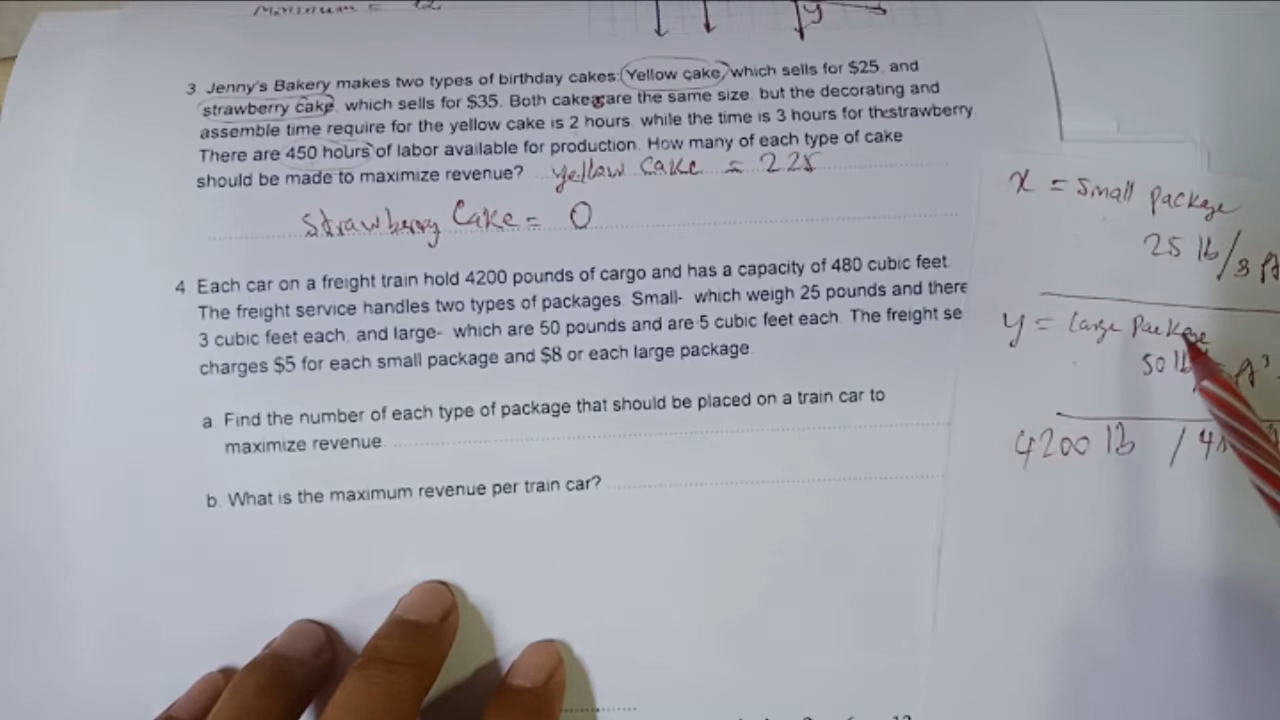 Maximum = 12
y
3 Jenny's Bakery makes two types of birthday cakes: Yellow cake, which sells for $25, and
strawberry cake, which sells for $35. Both cakes are the same size, but the decorating and
assemble time require for the yellow cake is 2 hours, while the time is 3 hours for the strawberry
There are 450 hours of labor available for production. How many of each type of cake
should be made to maximize revenue? yellow cake = 225
Strawberry Cake = 0
4 Each car on a freight train hold 4200 pounds of cargo and has a capacity of 480 cubic feet.
The freight service handles two types of packages: Small- which weigh 25 pounds and there
3 cubic feet each, and large- which are 50 pounds and are 5 cubic feet each. The freight se
charges $5 for each small package and $8 or each large package.
a Find the number of each type of package that should be placed on a train car to
maximize revenue.
b. What is the maximum revenue per train car?
x = small package
25 lb/3 ft
y = large package
50 lb ft³
4200 lb / 4